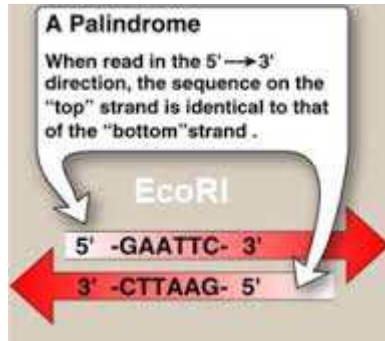 A Palindrome
When read in the 5'→3'
direction, the sequence on the
“top” strand is identical to that
of the “bottom”strand .
EcoRI
5' -GAATTC- 3'
3' -CTTAAG- 5'